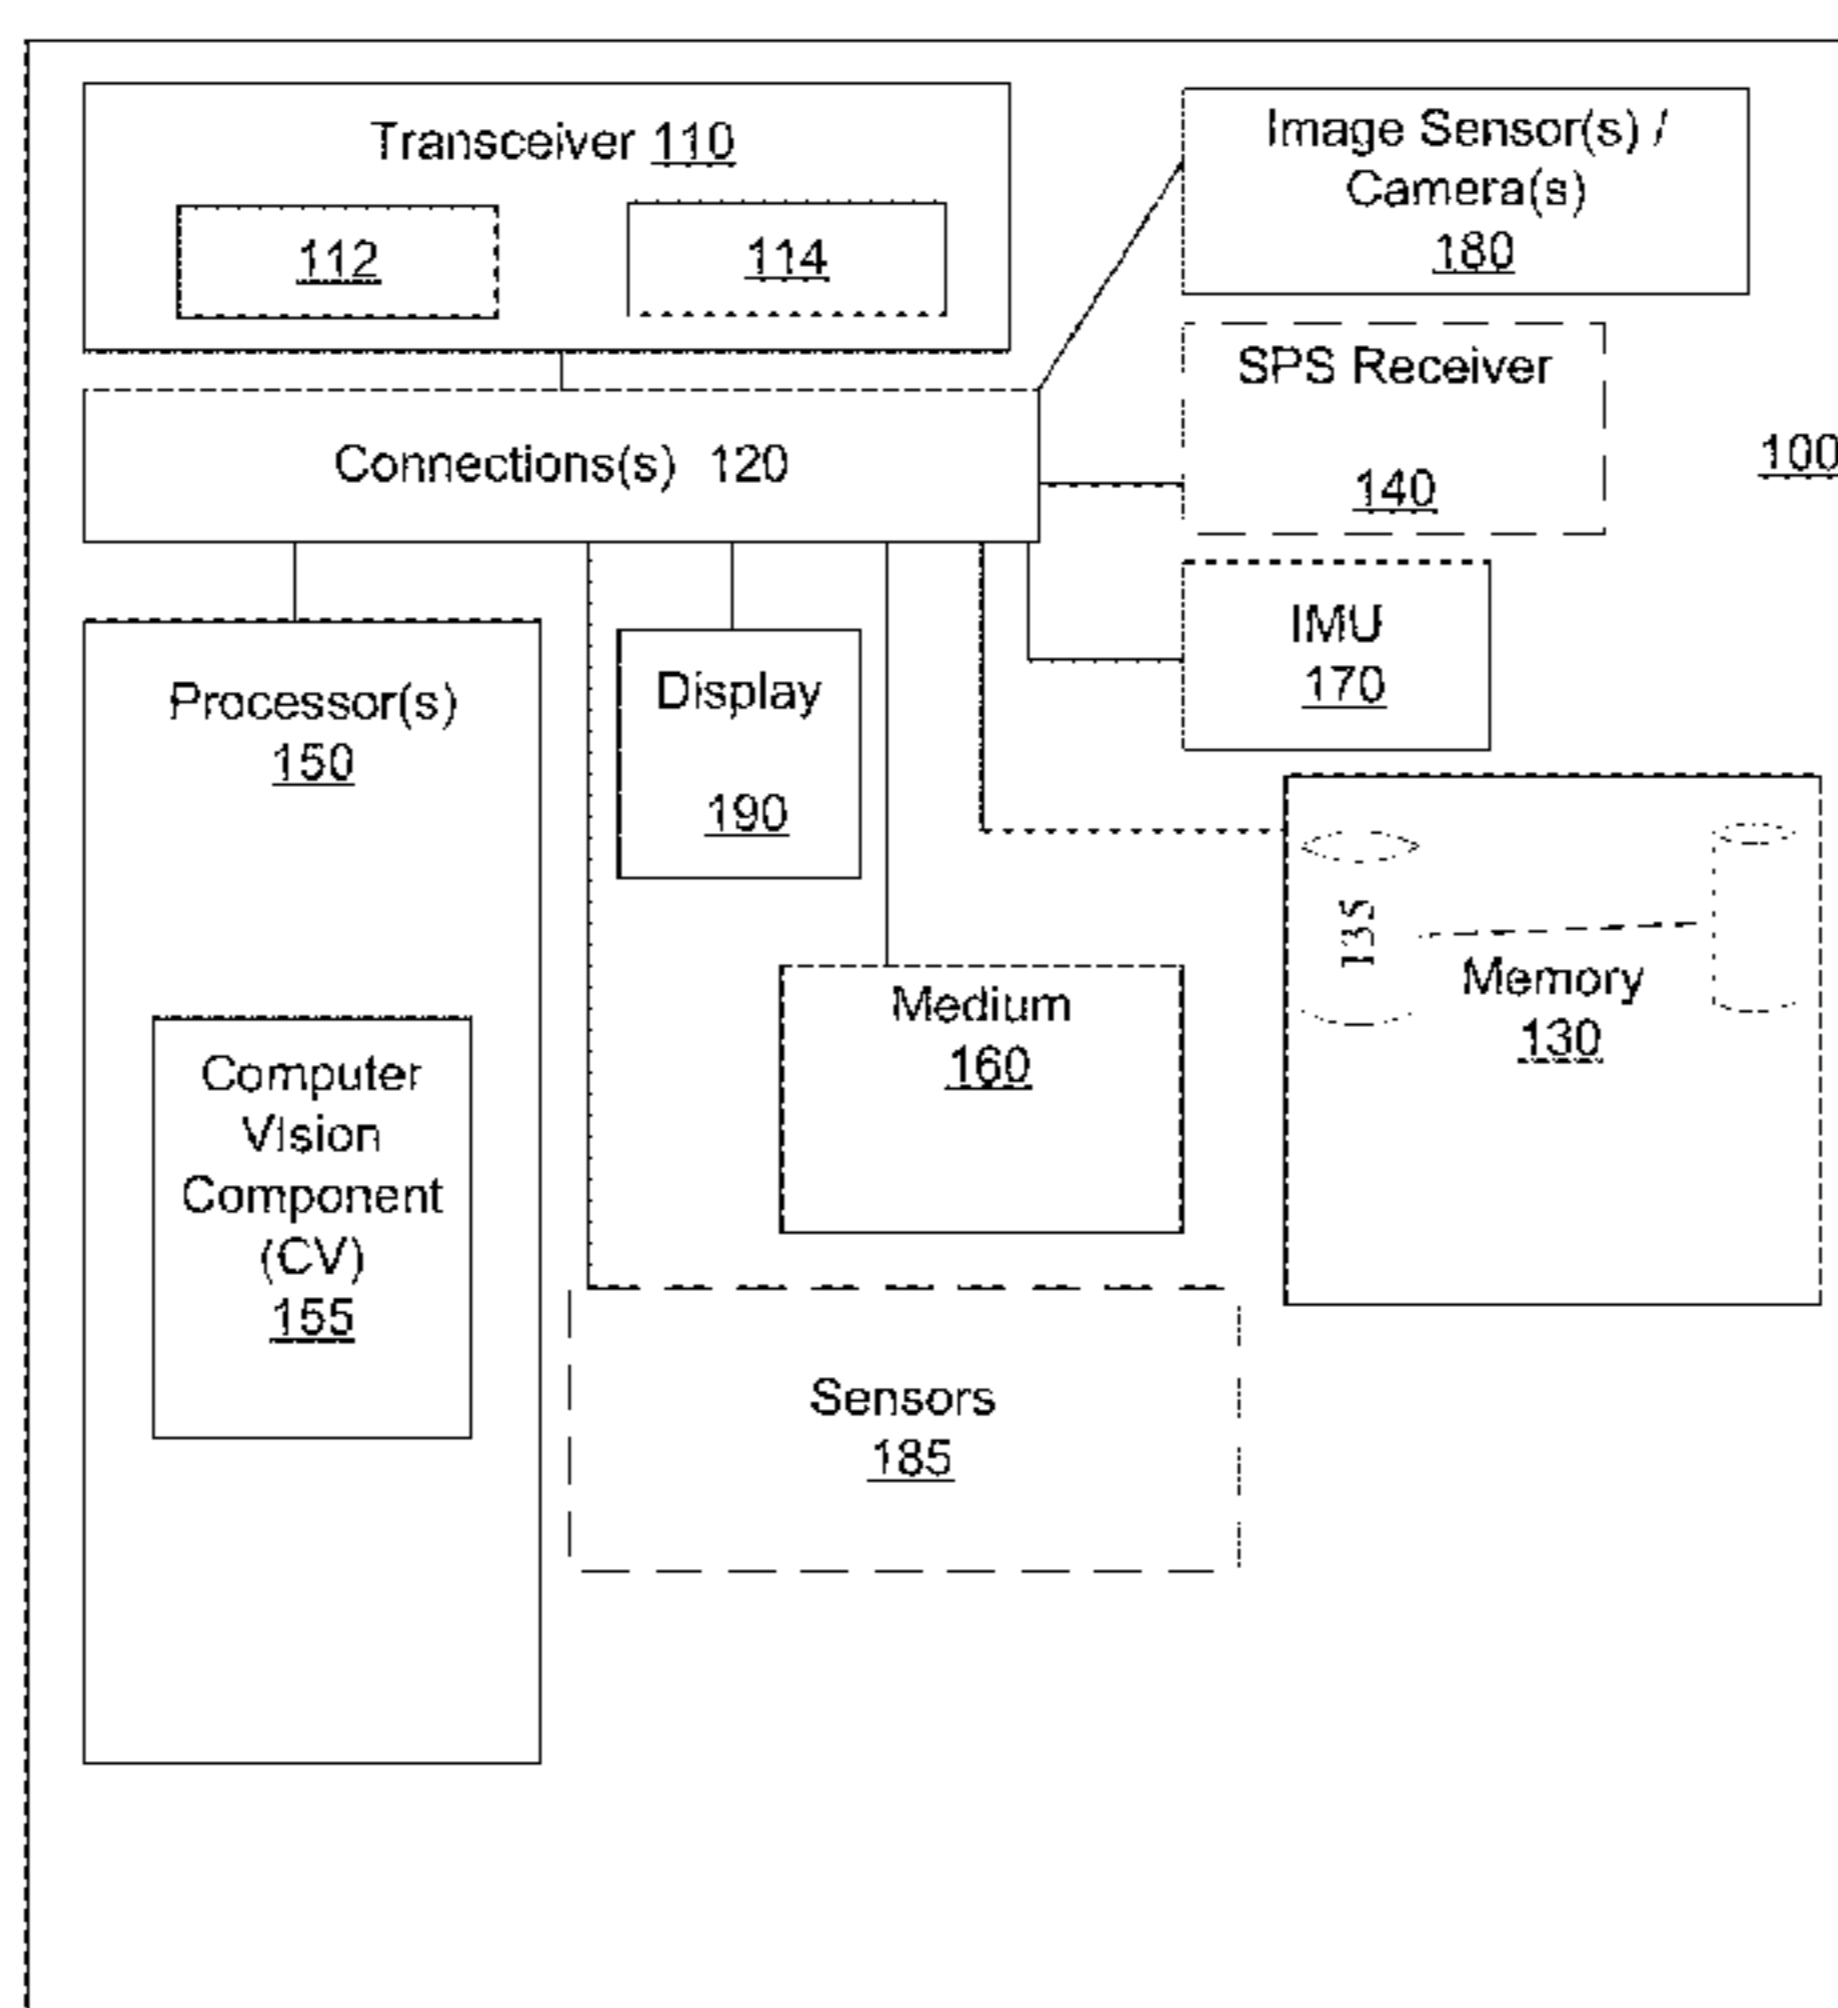 Transceiver 110
112
114
Image Sensor(s) /
Camera(s)
180
SPS Receiver
140
100
Connections(s) 120
IMU
170
Processor(s)
150
Display
190
135
Memory
130
Medium
160
Computer
VIsion
Component
(CV)
155
Sensors
185